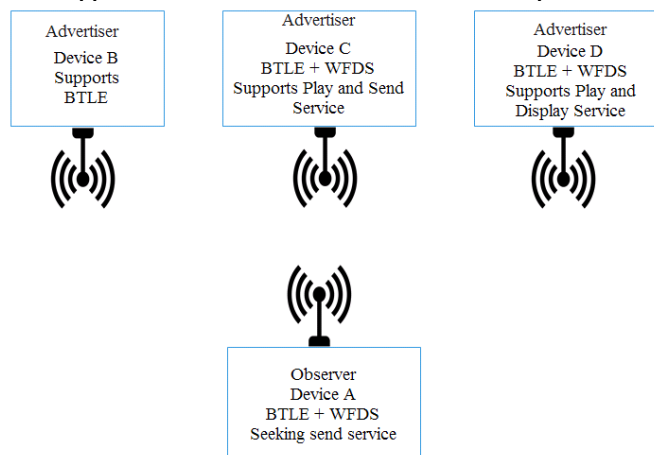 Advertiser
Device B
Supports
BTLE
Advertiser
Device C
BTLE + WFDS
Supports Play and Send
Service
Advertiser
Device D
BTLE + WFDS
Supports Play and
Display Service
Observer
Device A
BTLE + WFDS
Seeking send service